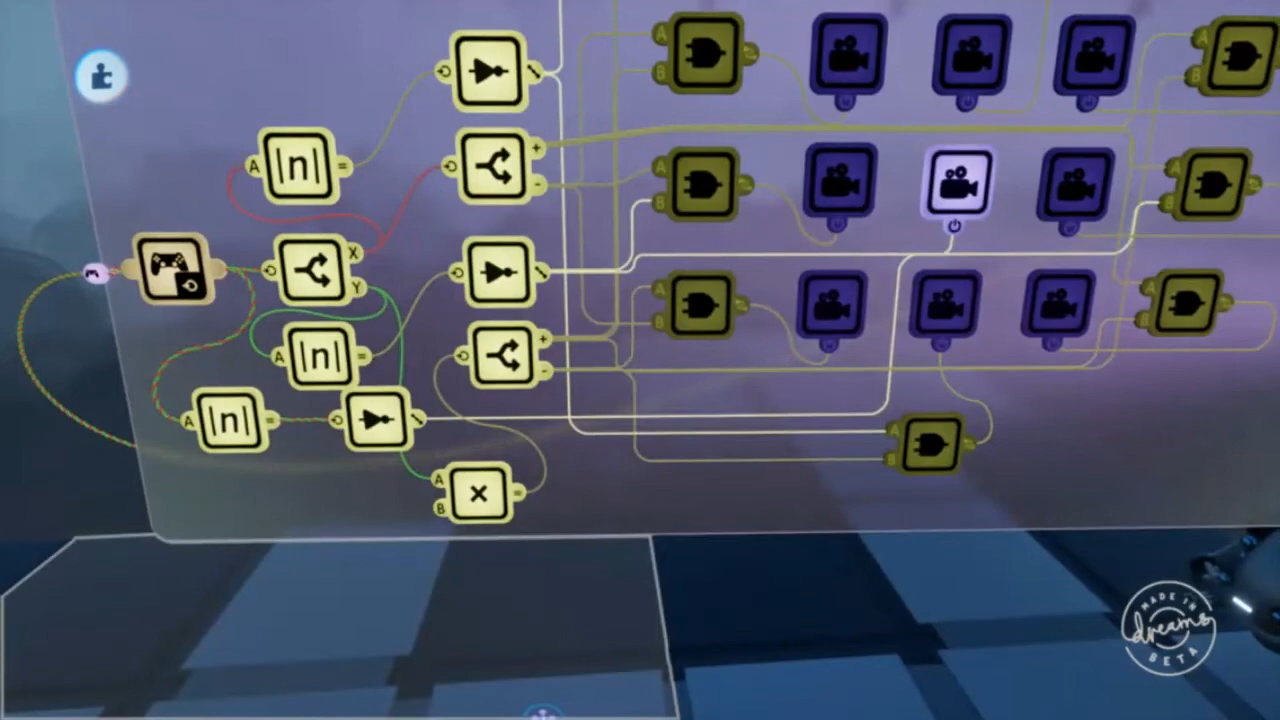 A
B
A
B
A
|n|
=
+
-
A
B
A
B
X
Y
A
|n|
=
+
-
A
B
A
B
A
|n|
=
A
B
A
×
B
=
MADE IN
dreams
BETA